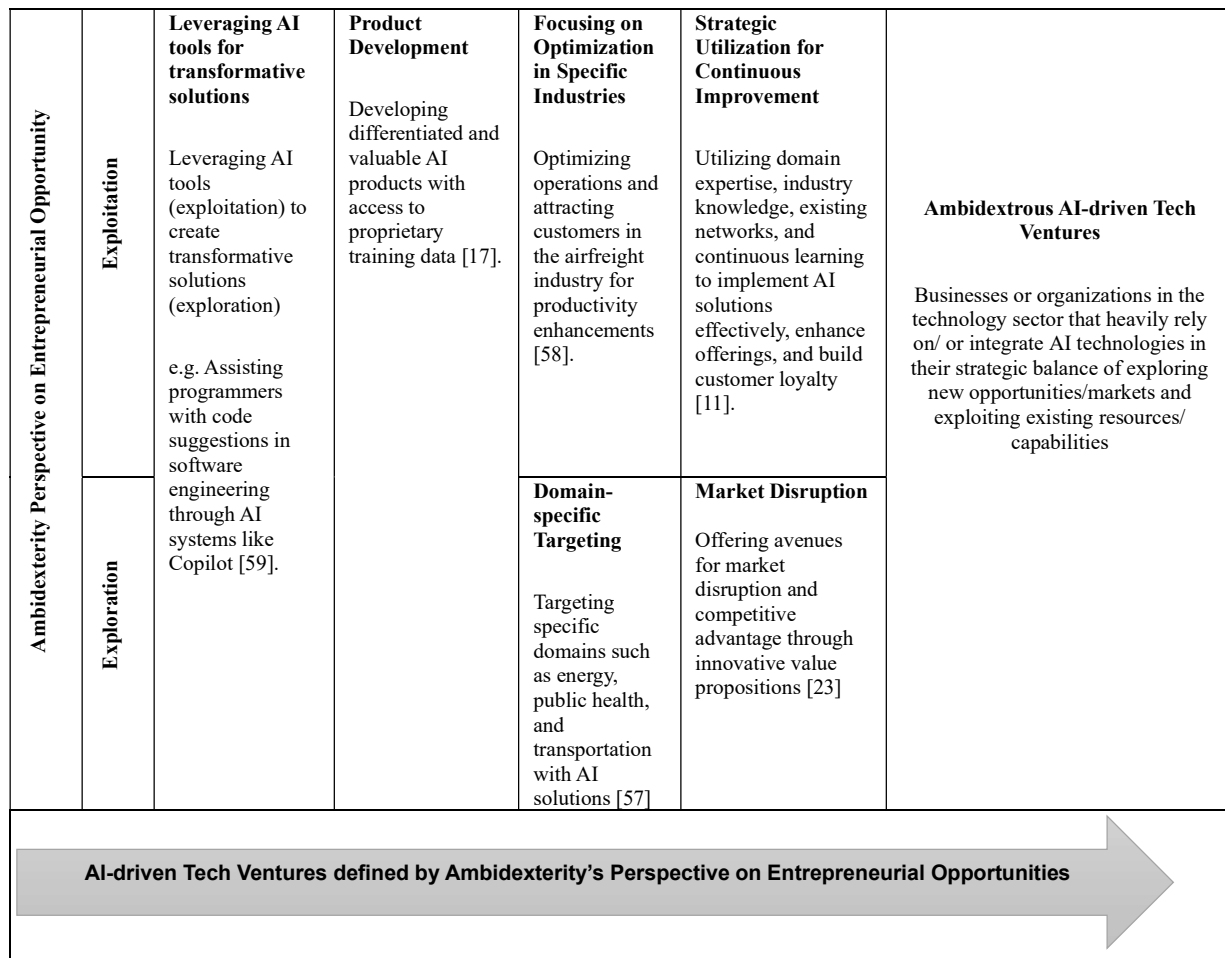 Ambidexterity Perspective on Entrepreneurial Opportunity
Exploitation
Leveraging AI
tools for
transformative
solutions
Leveraging AI
tools
(exploitation) to
create
transformative
solutions
(exploration)
e.g. Assisting
programmers
with code
suggestions in
software
engineering
through AI
systems like
Copilot [59].
Product
Development
Developing
differentiated and
valuable AI
products with
access to
proprietary
training data [17].
Focusing on
Optimization
in Specific
Industries
Optimizing
operations and
attracting
customers in
the airfreight
industry for
productivity
enhancements
[58].
Strategic
Utilization for
Continuous
Improvement
Utilizing domain
expertise, industry
knowledge, existing
networks, and
continuous learning
to implement AI
solutions
effectively, enhance
offerings, and build
customer loyalty
[11].
Ambidextrous AI-driven Tech
Ventures
Businesses or organizations in the
technology sector that heavily rely
on/ or integrate AI technologies in
their strategic balance of exploring
new opportunities/markets and
exploiting existing resources/
capabilities
Exploration
Domain-
specific
Targeting
Targeting
specific
domains such
as energy,
public health,
and
transportation
with AI
solutions [57]
Market Disruption
Offering avenues
for market
disruption and
competitive
advantage through
innovative value
propositions [23]
AI-driven Tech Ventures defined by Ambidexterity’s Perspective on Entrepreneurial Opportunities